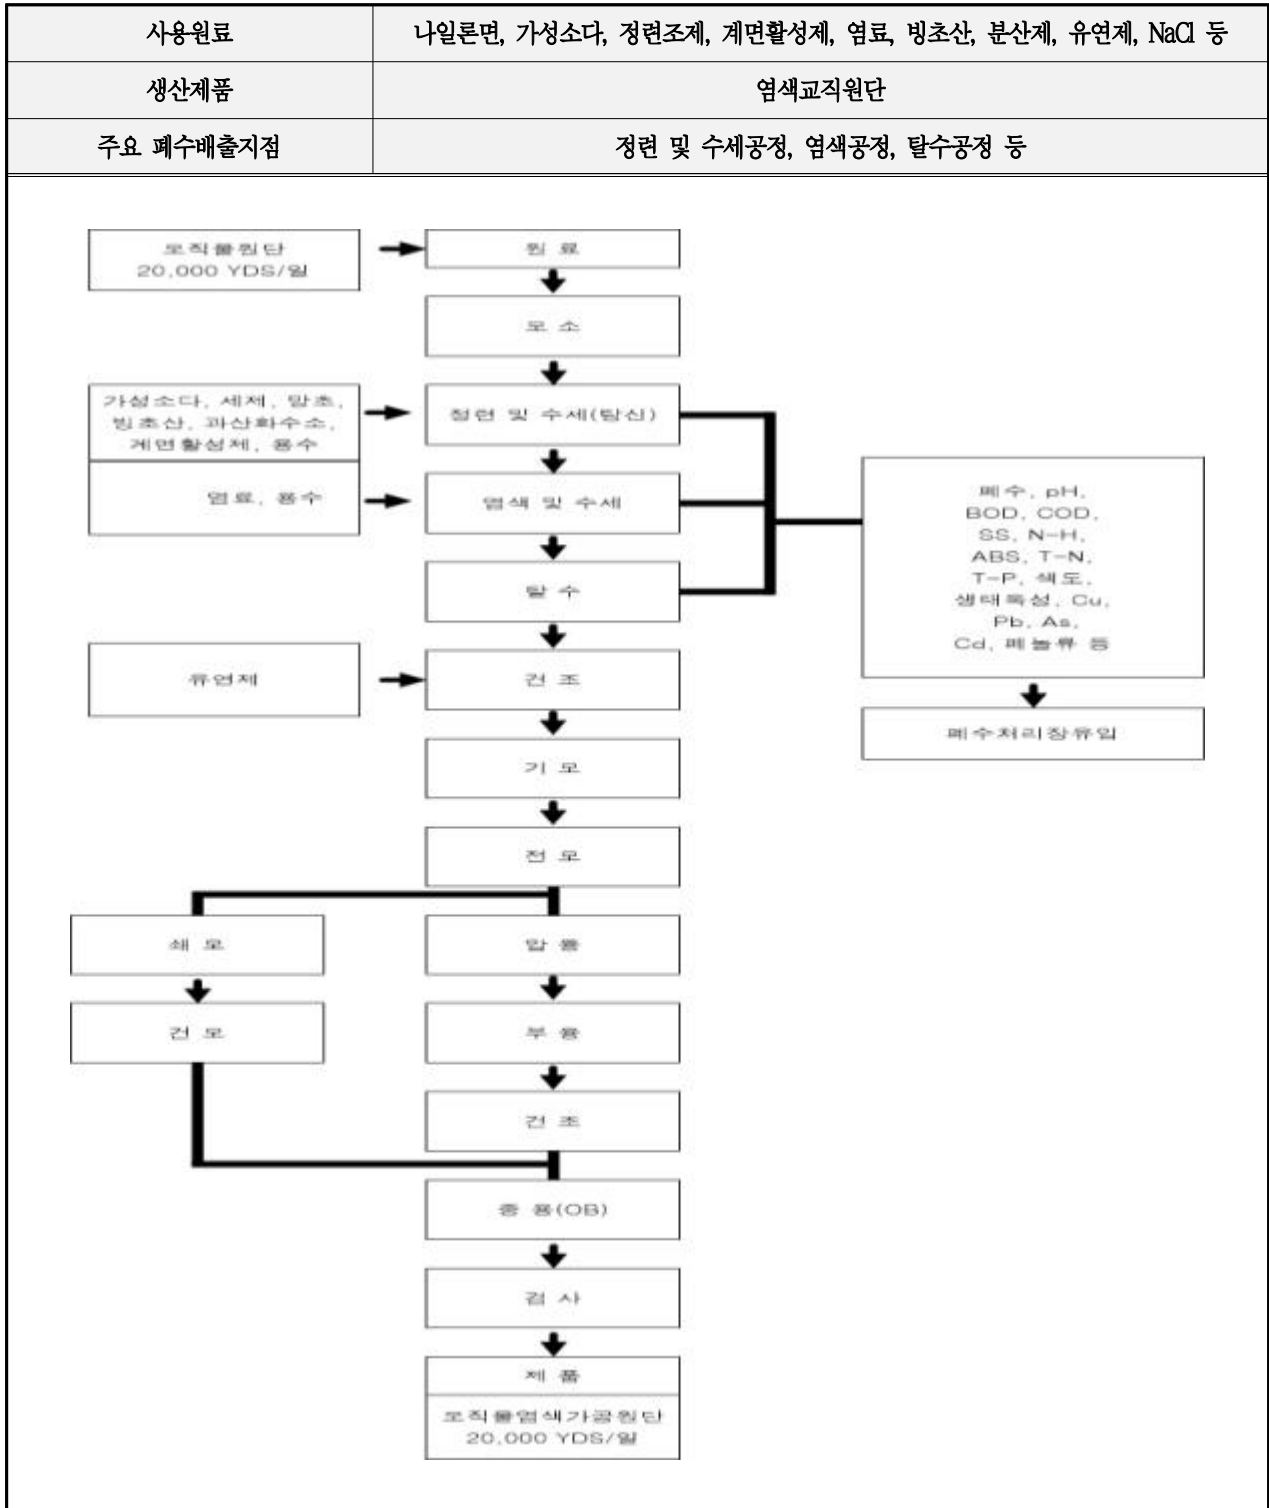 사용원료
나일론면, 가성소다, 정련조제, 계면활성제, 염료, 빙초산, 분산제, 유연제, NaCl 등
생산제품
염색교직원단
주요 폐수배출지점
정련 및 수세공정, 염색공정, 탈수공정 등
모직물원단
20,000 YDS/일
원 료
모 소
가성소다, 세제, 망초,
빙초산, 과산화수소,
계면활성제, 용수
정련 및 수세(탕신)
염료, 용수
염색 및 수세
탈 수
폐수, pH,
BOD, COD,
SS, N-H,
ABS, T-N,
T-P, 색도,
생태독성, Cu,
Pb, As,
Cd, 페놀류 등
폐수처리장유입
유연제
건 조
기 모
전 모
쇄 모
압 융
건 모
부 융
건 조
종 융(OB)
검 사
제 품
모직물염색가공원단
20,000 YDS/일